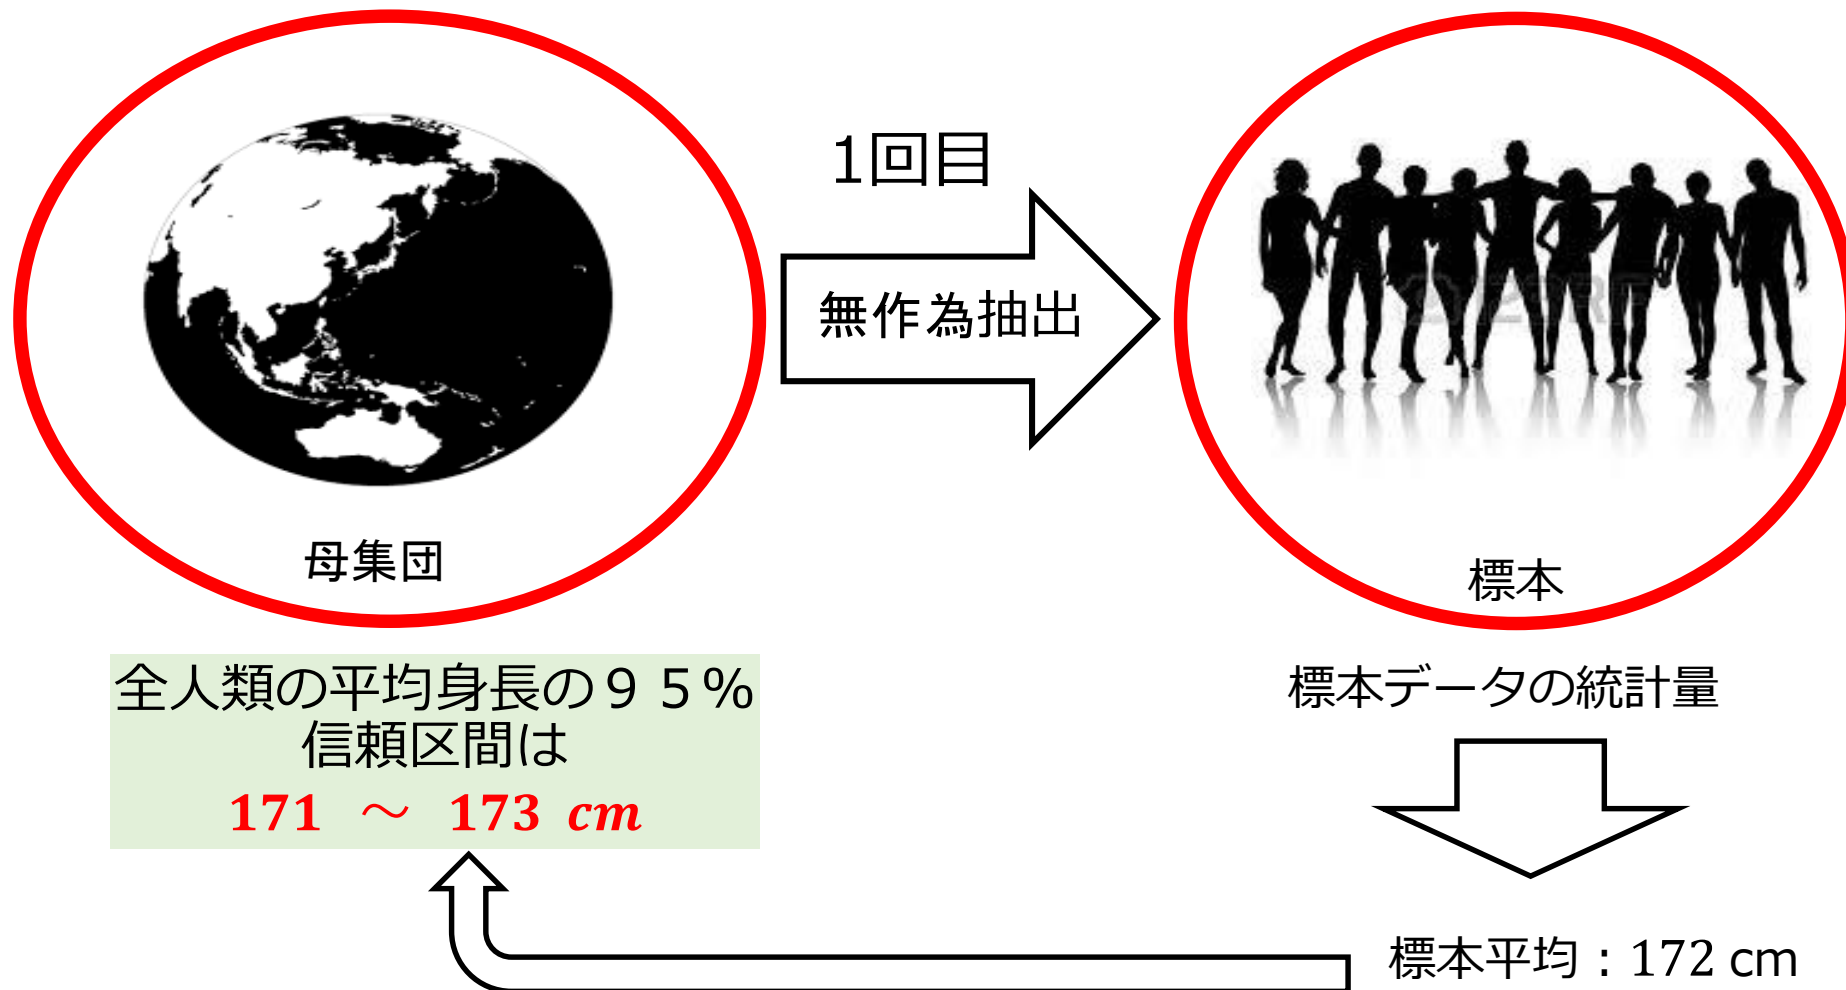 1回目
無作為抽出
母集団
標本
全人類の平均身長の95%
信頼区間は
171 ～ 173 cm
標本データの統計量
標本平均：172 cm